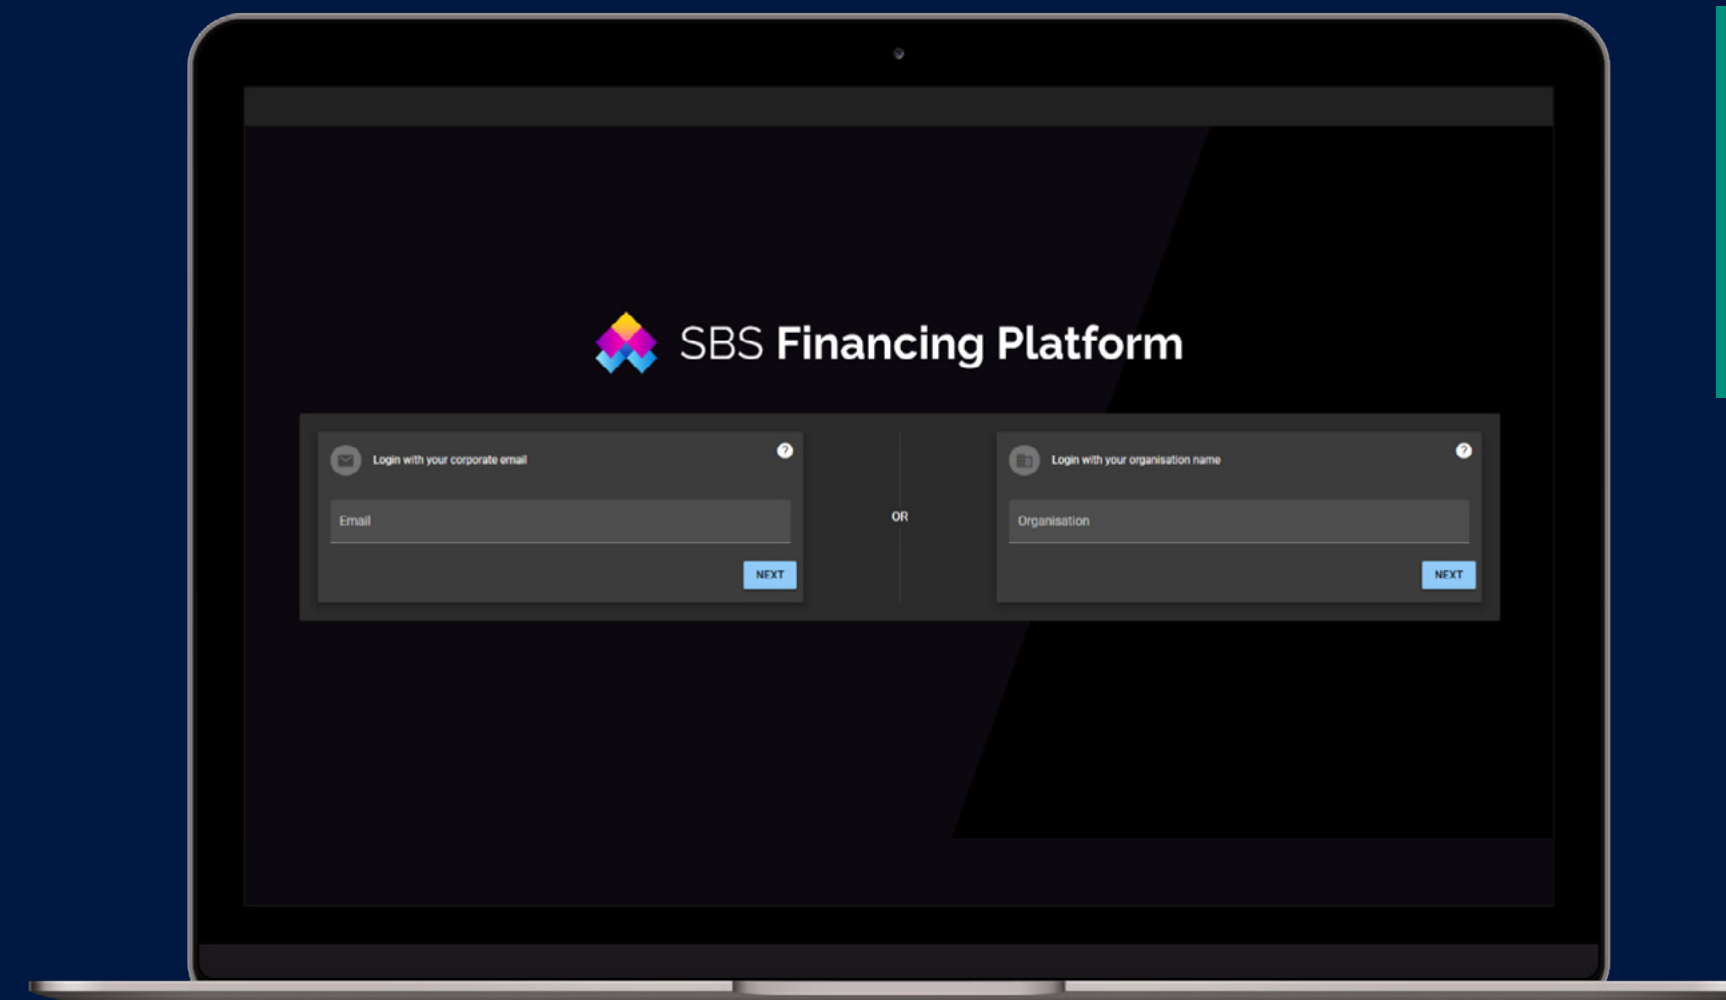 SBS Financing Platform
Login with your corporate email
?
Email
NEXT
OR
Login with your organisation name
?
Organisation
NEXT